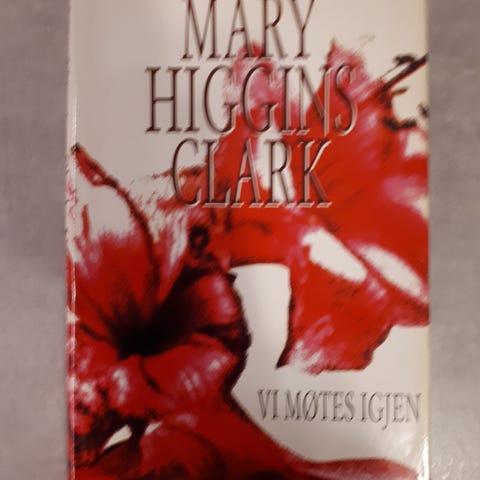 MARY
HIGGINS
CLARK
VI MØTES IGJEN